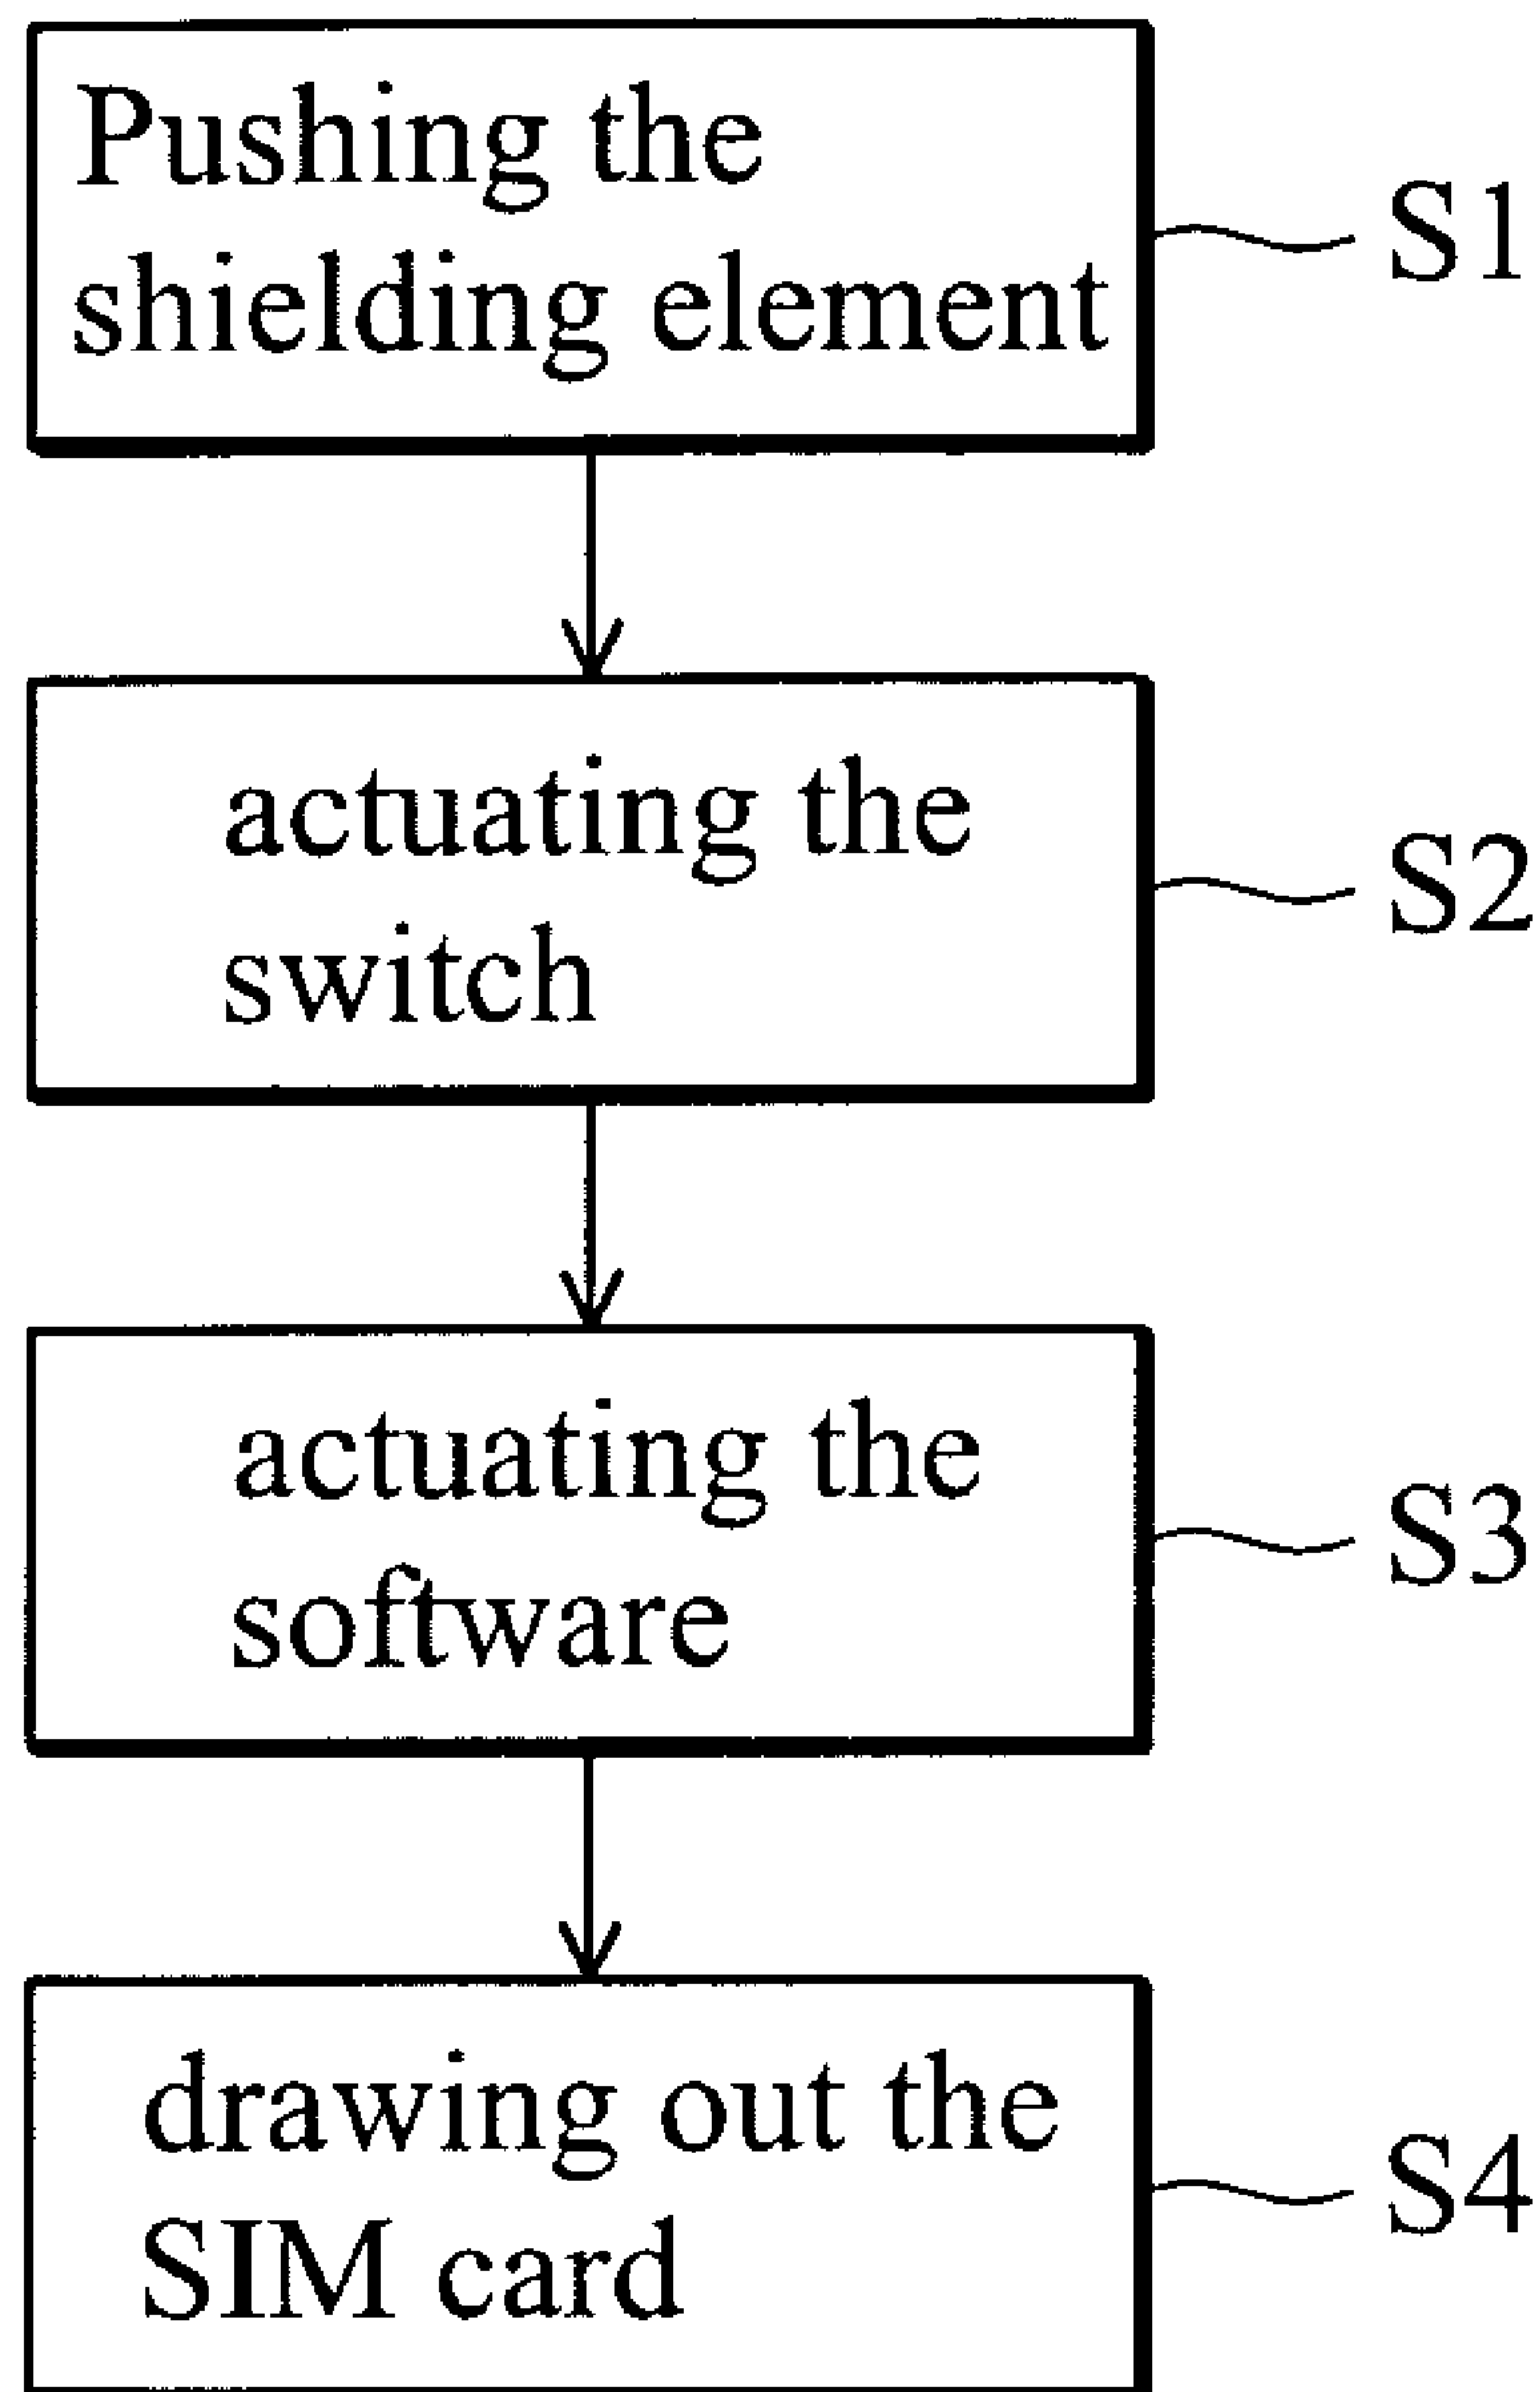 Pushing the
shielding element
S1
actuating the
switch
S2
actuating the
software
S3
drawing out the
SIM card
S4